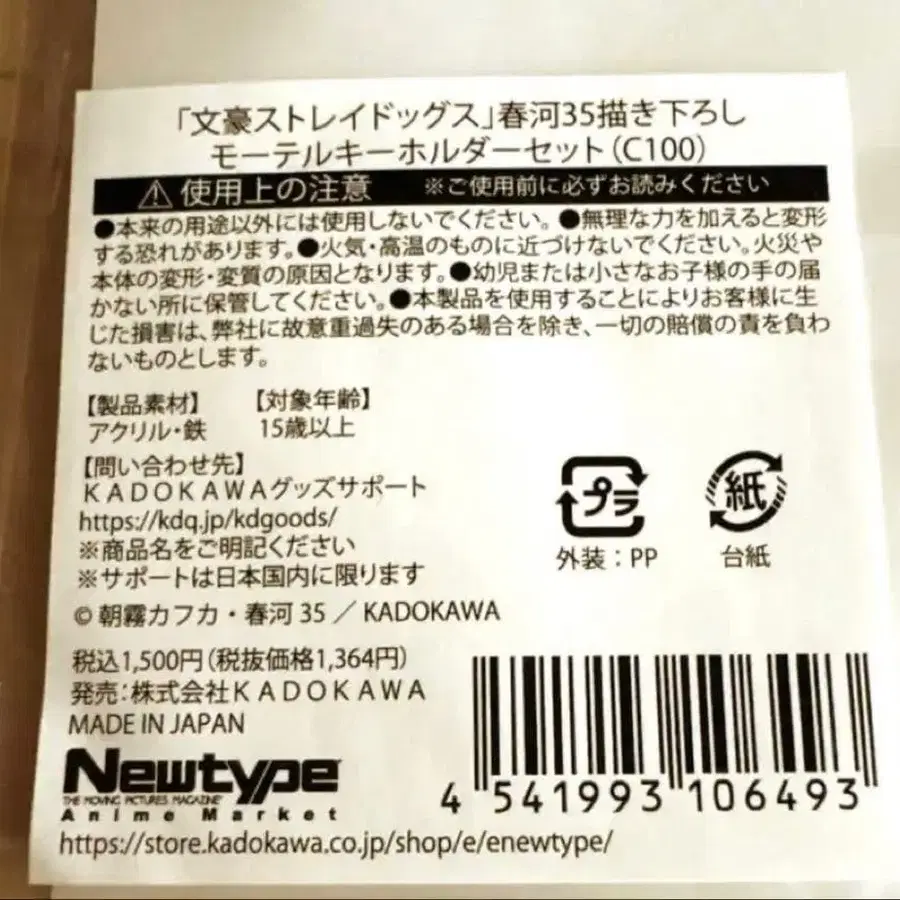 「文豪ストレイドッグス」春河35描き下ろし
モーテルキーホルダーセット(C100)
⚠使用上の注意 ※ご使用前に必ずお読みください
●本来の用途以外には使用しないでください。●無理な力を加えると変形
する恐れがあります。●火気・高温のものに近づけないでください。火災や
本体の変形・変質の原因となります。●幼児または小さなお子様の手の届
かない所に保管してください。●本製品を使用することによりお客様に生
じた損害は、弊社に故意重過失のある場合を除き、一切の賠償の責を負わ
ないものとします。
【製品素材】 【対象年齢】
アクリル・鉄 15歳以上
【問い合わせ先】
KADOKAWAグッズサポート
https://kdq.jp/kdgoods/
※商品名をご明記ください
※サポートは日本国内に限ります
プラ 紙
外装:PP 台紙
© 朝霧カフカ・春河35/KADOKAWA
税込1,500円(税抜価格1,364円)
発売:株式会社KADOKAWA
MADE IN JAPAN
Newtype
THE MOVING PICTURES MAGAZINE
Anime Market
4 541993 106493
https://store.kadokawa.co.jp/shop/e/enewtype/